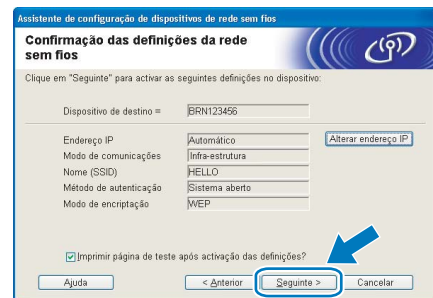 Assistente de configuração de dispositivos de rede sem fios
Confirmação das definições da rede
sem fios
Clique em "Seguinte" para activar as seguintes definições no dispositivo:
Dispositivo de destino = BRN123456
Endereço IP Automático Alterar endereço IP
Modo de comunicações Infra-estrutura
Nome (SSID) HELLO
Método de autenticação Sistema aberto
Modo de encriptação WEP
Imprimir página de teste após activação das definições?
Ajuda < Anterior Seguinte > Cancelar